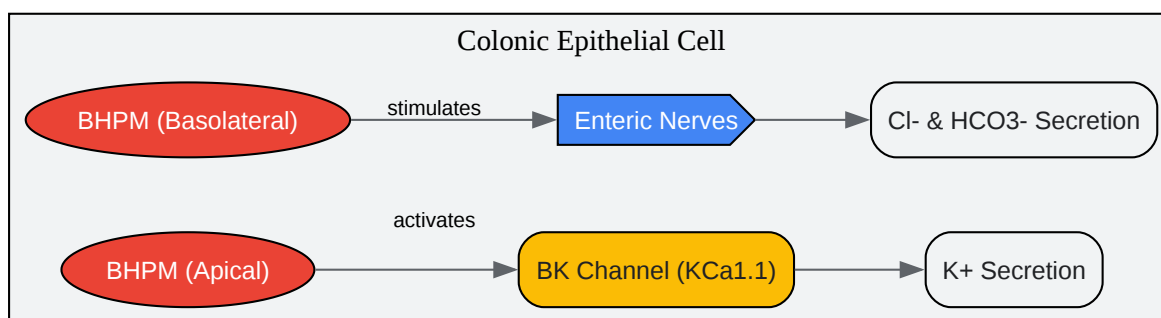 Colonic Epithelial Cell
BHPM (Basolateral)
stimulates
Enteric Nerves
Cl- & HCO3- Secretion
BHPM (Apical)
activates
BK Channel (KCa1.1)
K+ Secretion